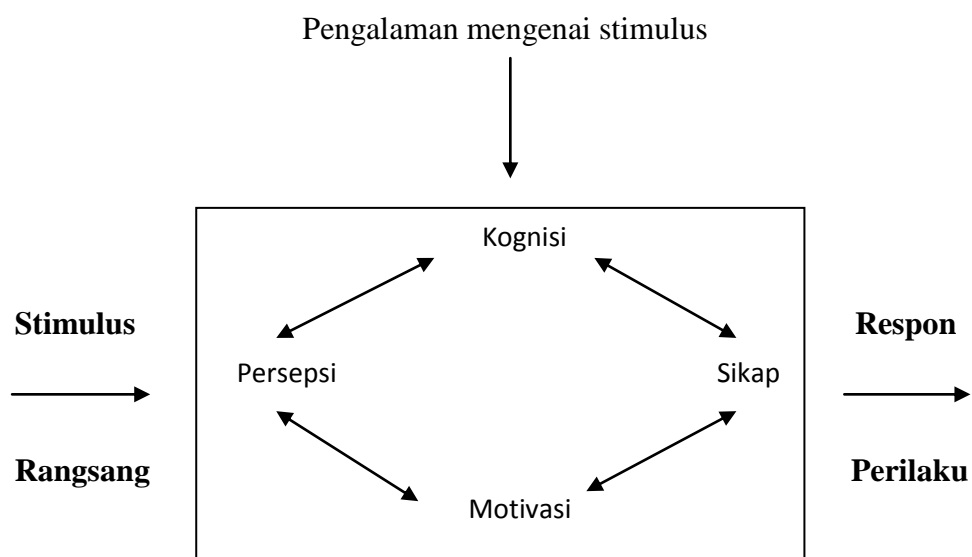 Pengalaman mengenai stimulus
Kognisi
Stimulus
Respon
Persepsi
Sikap
Rangsang
Perilaku
Motivasi